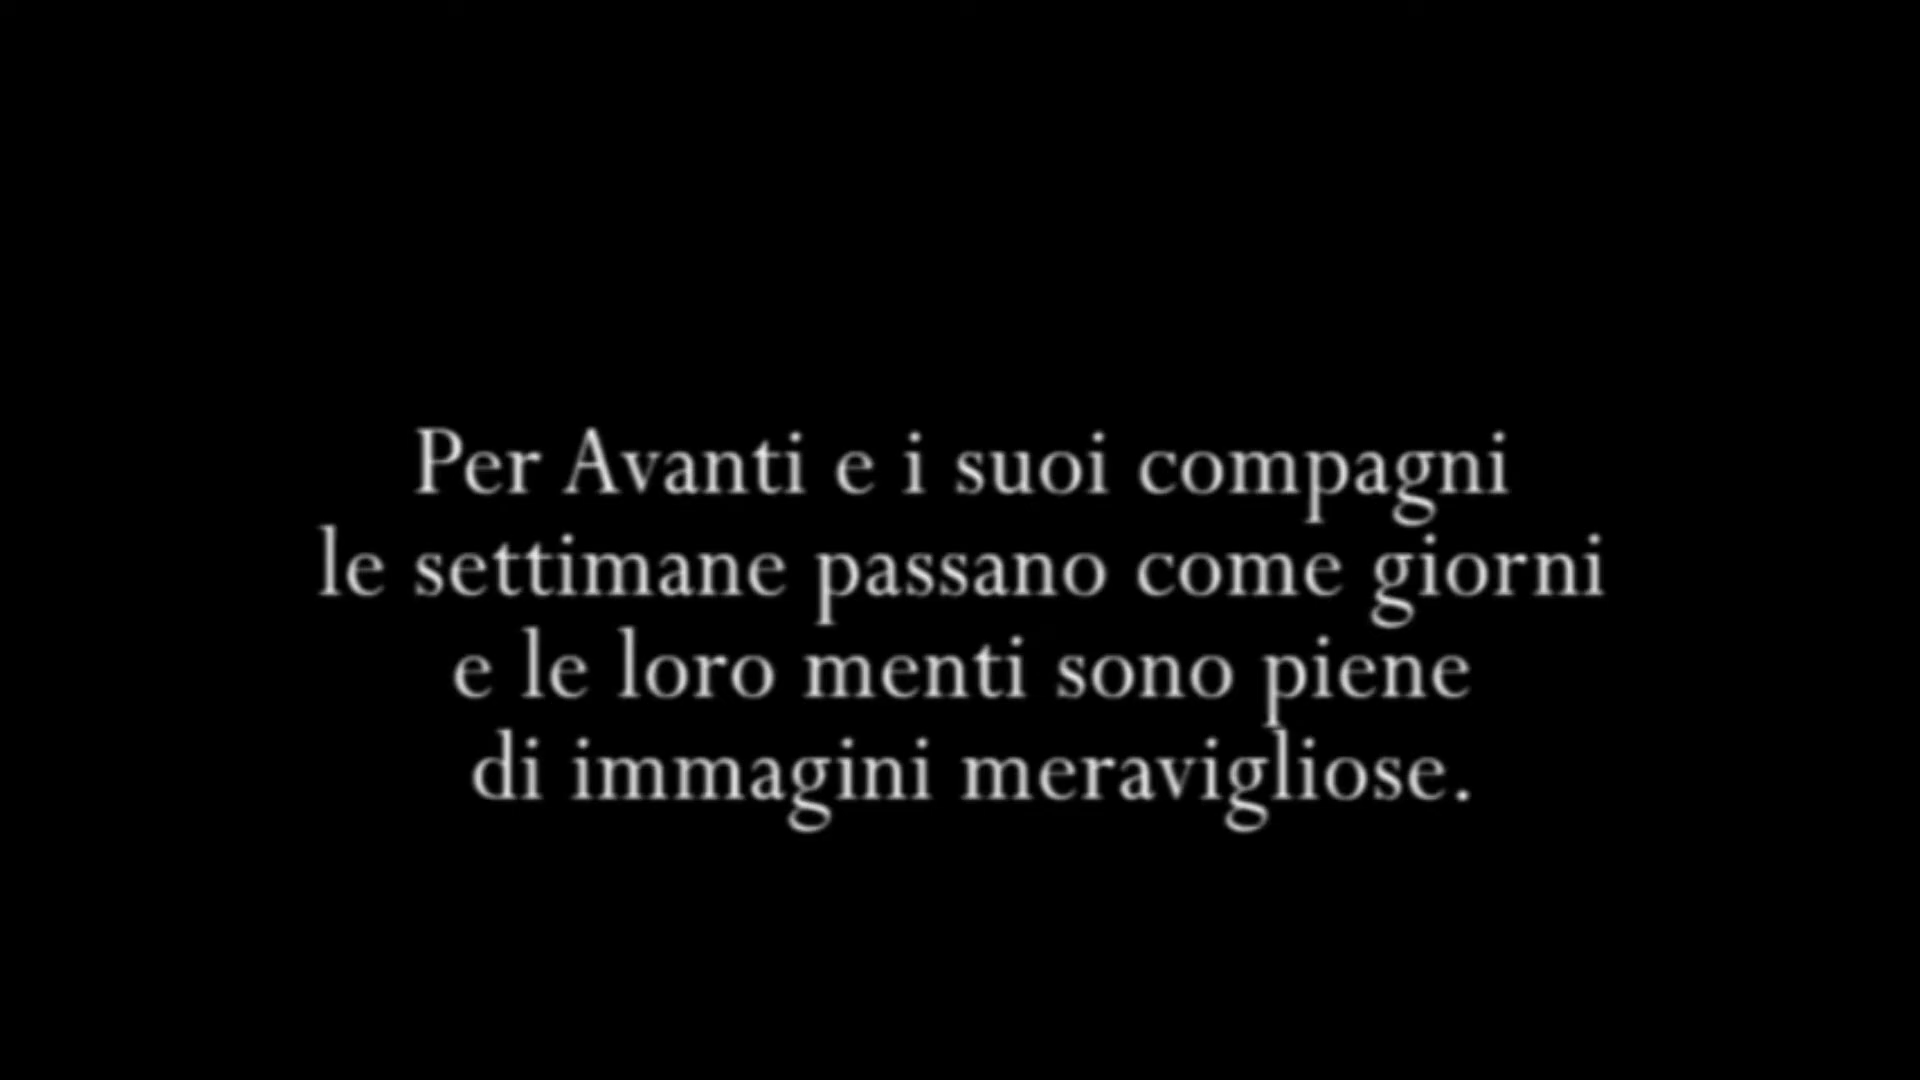 Per Avanti e i suoi compagni
le settimane passano come giorni
e le loro menti sono piene
di immagini meravigliose.